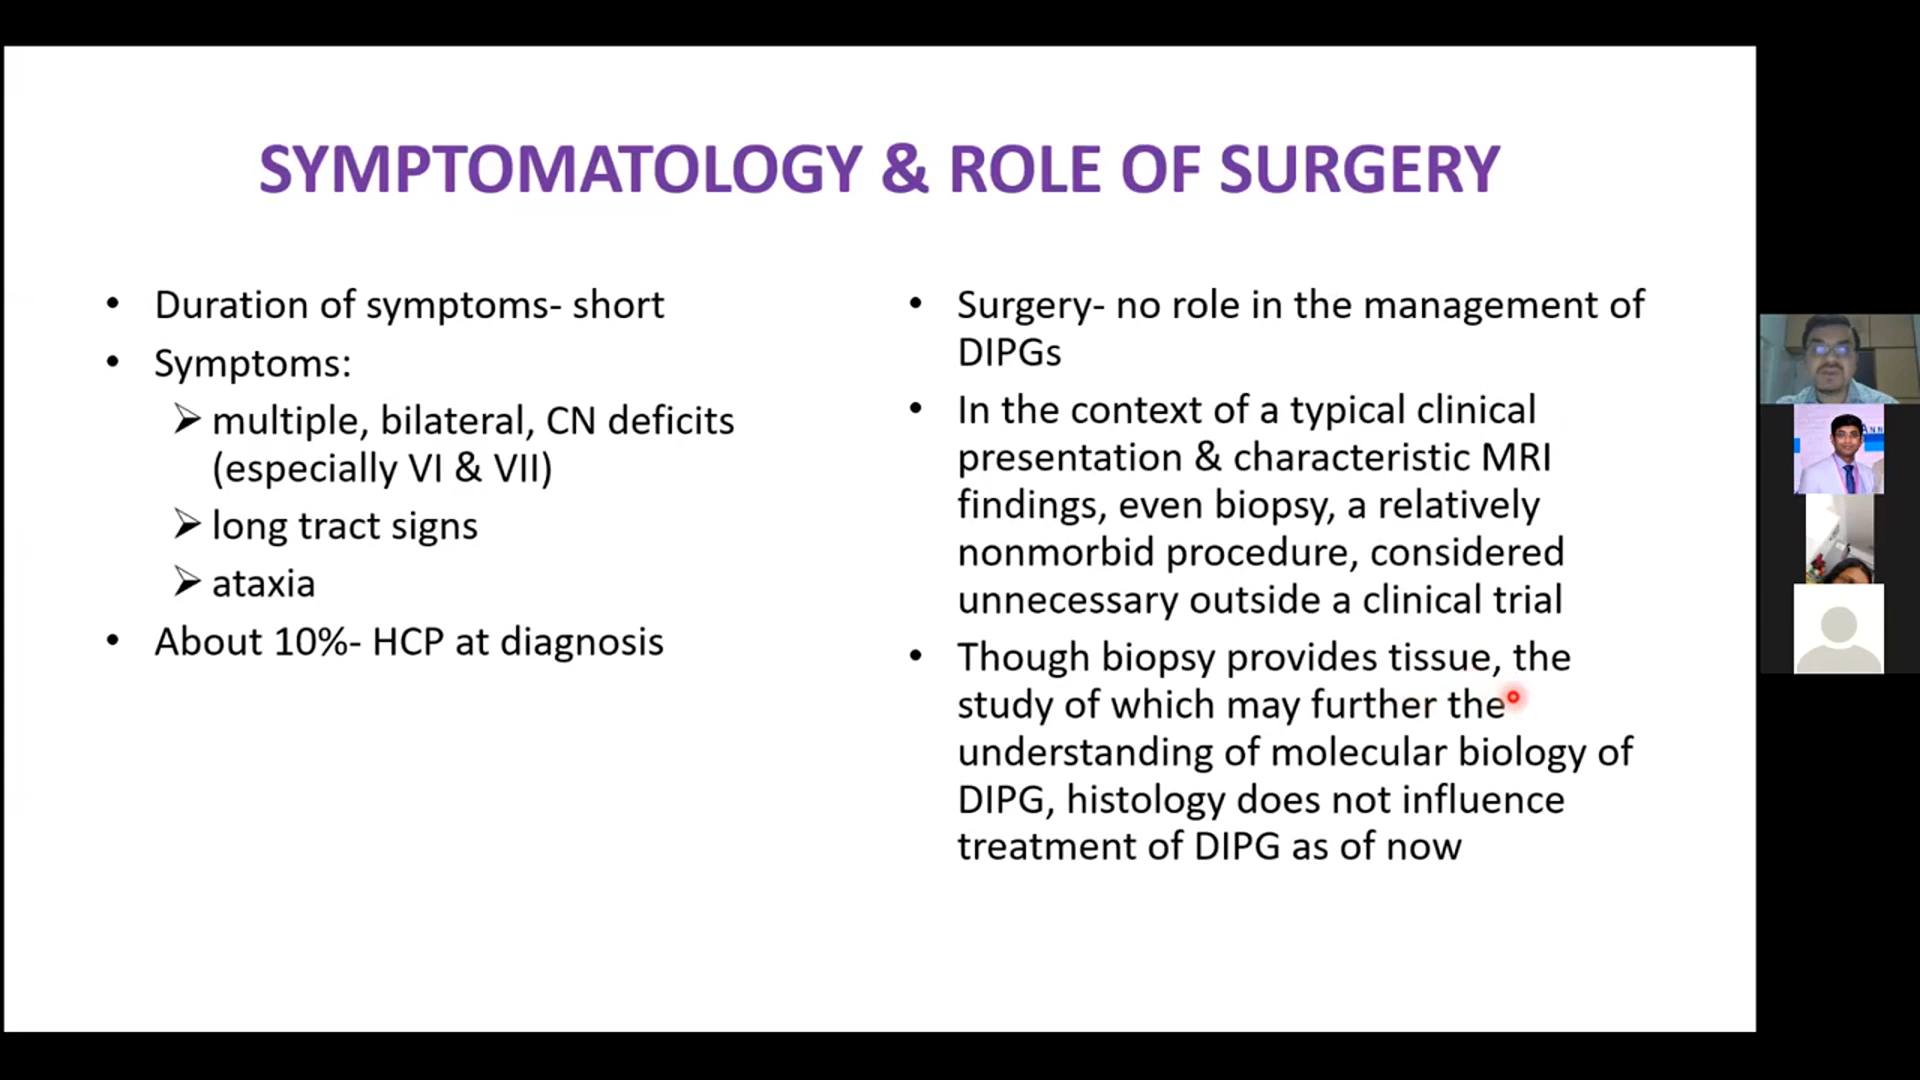 SYMPTOMATOLOGY & ROLE OF SURGERY
• Duration of symptoms- short
• Symptoms:
➢ multiple, bilateral, CN deficits
(especially VI & VII)
➢ long tract signs
➢ ataxia
• About 10%- HCP at diagnosis
• Surgery- no role in the management of
DIPGs
• In the context of a typical clinical
presentation & characteristic MRI
findings, even biopsy, a relatively
nonmorbid procedure, considered
unnecessary outside a clinical trial
• Though biopsy provides tissue, the
study of which may further the
understanding of molecular biology of
DIPG, histology does not influence
treatment of DIPG as of now